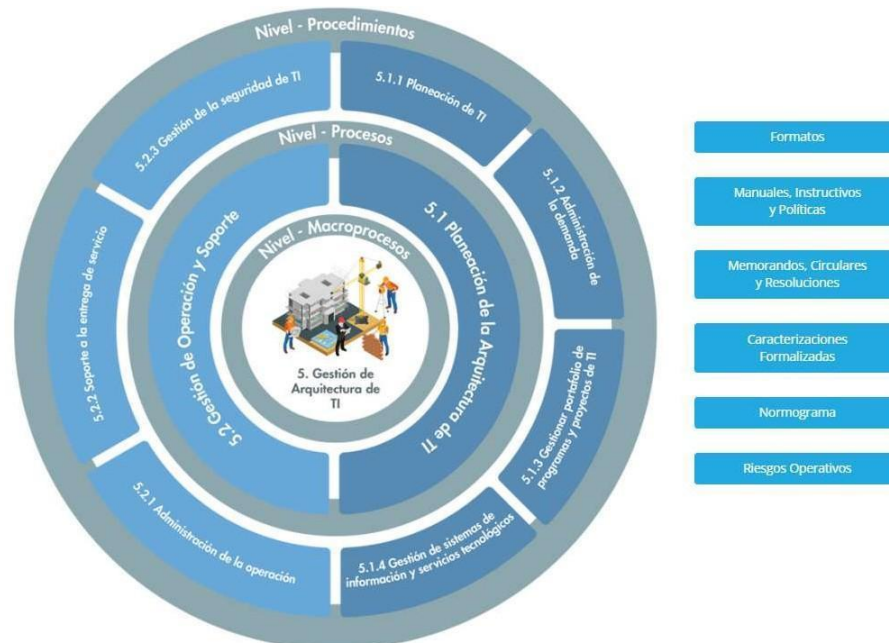 Nivel - Procedimientos
5.2.3 Gestión de la seguridad de TI
5.1.1 Planeación de TI
5.1.2 Administración de
la demanda
5.1.3 Gestionar portafolio de
programas y proyectos de TI
5.1.4 Gestión de sistemas de
información y servicios tecnológicos
5.2.1 Administración de la operación
5.2.2 Soporte a la entrega de servicio
Nivel - Procesos
5.2 Gestión de Operación y Soporte
5.1 Planeación de la Arquitectura de TI
Nivel - Macroprocesos
5. Gestión de
Arquitectura de
TI
Formatos
Manuales, Instructivos
y Políticas
Memorandos, Circulares
y Resoluciones
Caracterizaciones
Formalizadas
Normograma
Riesgos Operativos